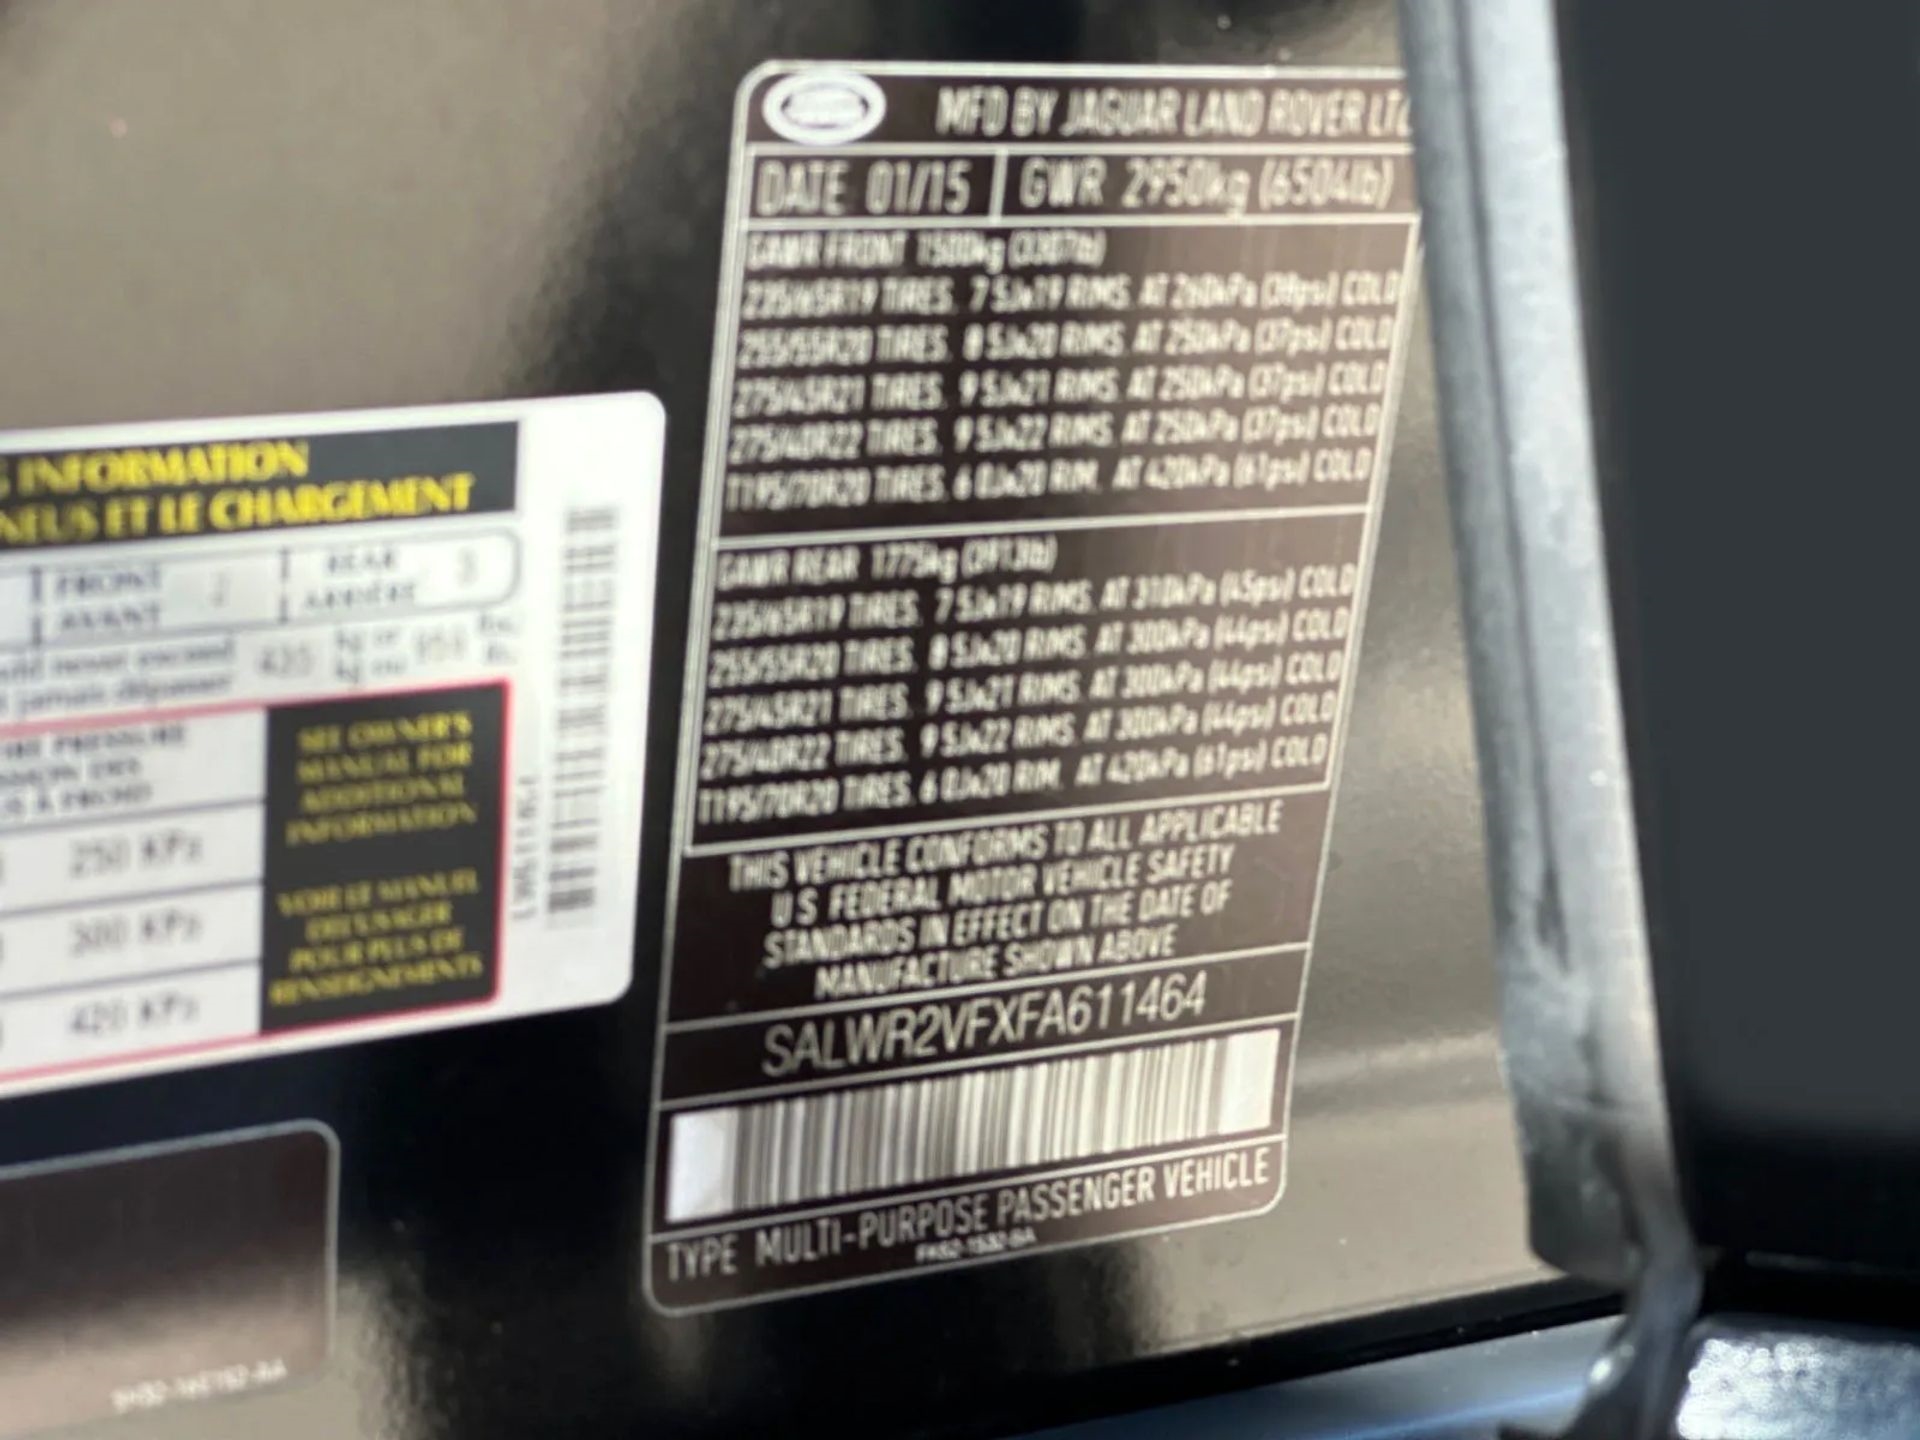 MFD BY JAGUAR LAND ROVER LTD
DATE 01/15 GWR 2950kg (6504lb)
GAWR FRONT 1500kg (3307lb)
235/65R19 TIRES. 7 5Jx19 RIMS. AT 260kPa (38psi) COLD
255/55R20 TIRES. 8 5Jx20 RIMS. AT 250kPa (37psi) COLD
275/45R21 TIRES. 9 5Jx21 RIMS. AT 250kPa (37psi) COLD
275/40R22 TIRES. 9 5Jx22 RIMS. AT 250kPa (37psi) COLD
T195/70R20 TIRES. 6 0Jx20 RIM. AT 420kPa (61psi) COLD
GAWR REAR 1775kg (3913lb)
235/65R19 TIRES. 7 5Jx19 RIMS. AT 310kPa (45psi) COLD
255/55R20 TIRES. 8 5Jx20 RIMS. AT 300kPa (44psi) COLD
275/45R21 TIRES. 9 5Jx21 RIMS. AT 300kPa (44psi) COLD
275/40R22 TIRES. 9 5Jx22 RIMS. AT 300kPa (44psi) COLD
T195/70R20 TIRES. 6 0Jx20 RIM. AT 420kPa (61psi) COLD
THIS VEHICLE CONFORMS TO ALL APPLICABLE
U S FEDERAL MOTOR VEHICLE SAFETY
STANDARDS IN EFFECT ON THE DATE OF
MANUFACTURE SHOWN ABOVE
SALWR2VFXFA611464
TYPE MULTI-PURPOSE PASSENGER VEHICLE
INFORMATION
NEUS ET LE CHARGEMENT
FRONT 2 REAR 3
AVANT ARRIÈRE
never exceed
jamais dépasser
SEE OWNER'S
MANUAL FOR
ADDITIONAL
INFORMATION
VOIR LE MANUEL
DE L'USAGER
POUR PLUS DE
RENSEIGNEMENTS
250 KPa
300 KPa
420 KPa